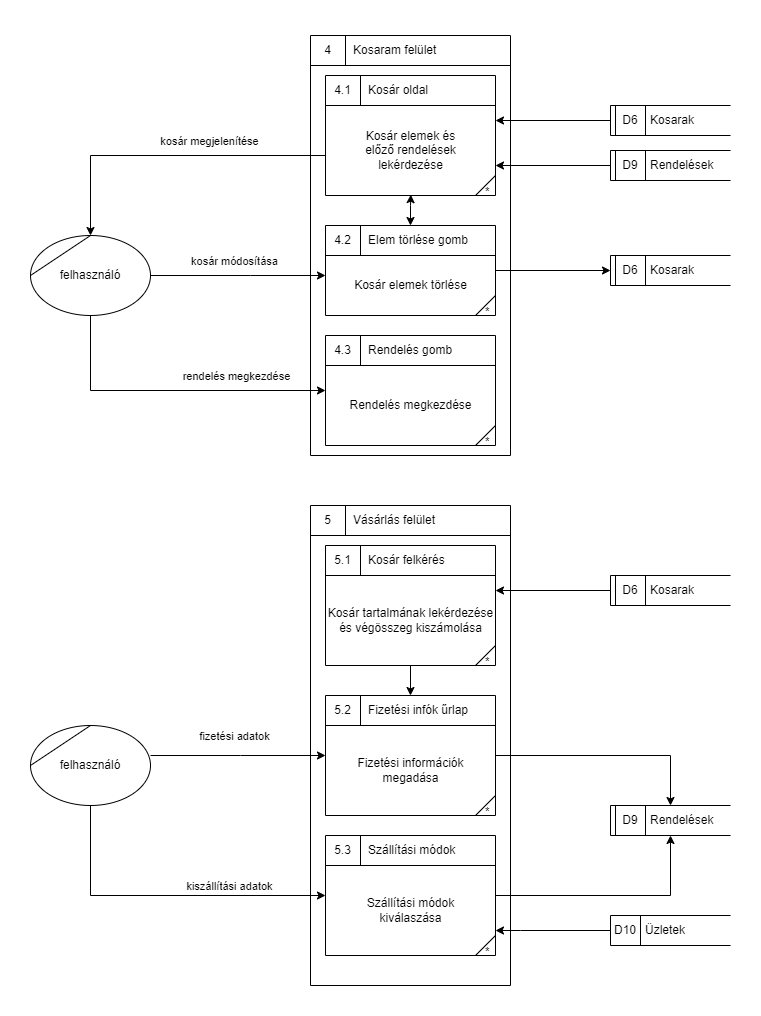 4 Kosaram felület
4.1 Kosár oldal
Kosár elemek és
előző rendelések
lekérdezése
*
D6 Kosarak
D9 Rendelések
kosár megjelenítése
felhasználó
kosár módosítása
4.2 Elem törlése gomb
Kosár elemek törlése
*
D6 Kosarak
rendelés megkezdése
4.3 Rendelés gomb
Rendelés megkezdése
*
5 Vásárlás felület
5.1 Kosár felkérés
Kosár tartalmának lekérdezése
és végösszeg kiszámolása
*
D6 Kosarak
felhasználó
fizetési adatok
5.2 Fizetési infók űrlap
Fizetési információk
megadása
*
D9 Rendelések
kiszállítási adatok
5.3 Szállítási módok
Szállítási módok
kiválaszása
*
D10 Üzletek